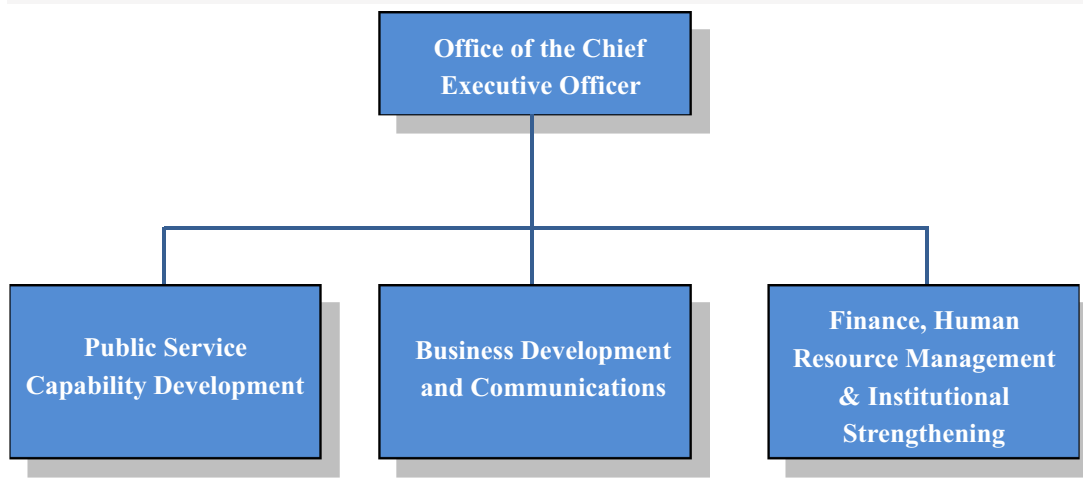 Office of the Chief
Executive Officer
Public Service
Capability Development
Business Development
and Communications
Finance, Human
Resource Management
& Institutional
Strengthening